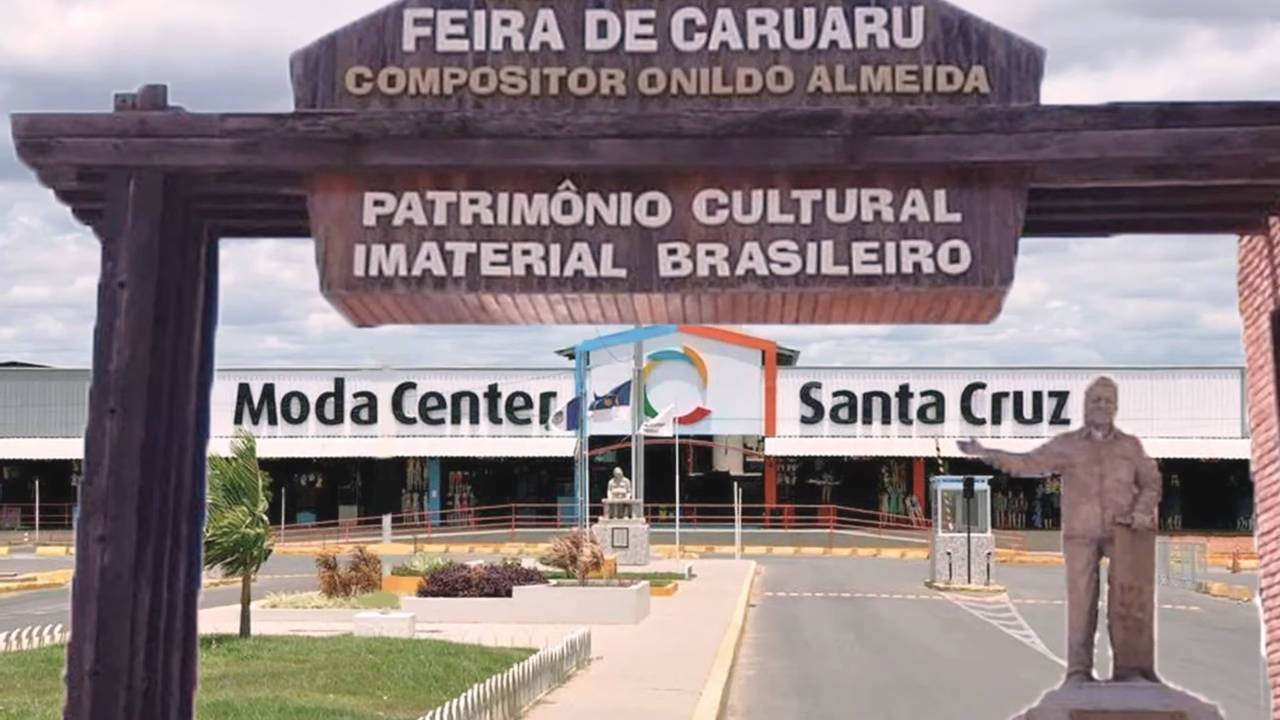 FEIRA DE CARUARU
COMPOSITOR ONILDO ALMEIDA
PATRIMÔNIO CULTURAL
IMATERIAL BRASILEIRO
Moda Center Santa Cruz